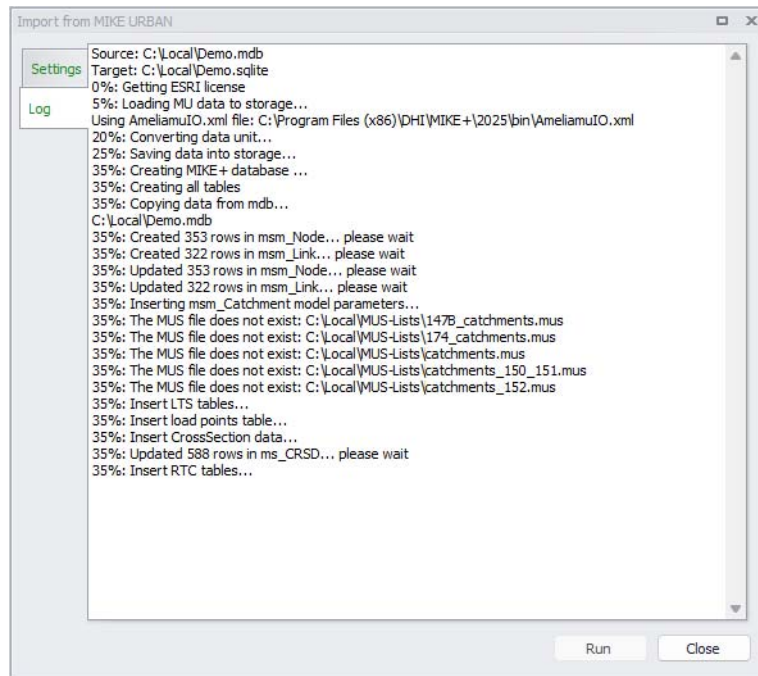 Import from MIKE URBAN
Settings
Log
Source: C:\Local\Demo.mdb
Target: C:\Local\Demo.sqlite
0%: Getting ESRI license
5%: Loading MU data to storage...
Using AmeliamuIO.xml file: C:\Program Files (x86)\DHI\MIKE+\2025\bin\AmeliamuIO.xml
20%: Converting data unit...
25%: Saving data into storage...
35%: Creating MIKE+ database ...
35%: Creating all tables
35%: Copying data from mdb...
C:\Local\Demo.mdb
35%: Created 353 rows in msm_Node... please wait
35%: Created 322 rows in msm_Link... please wait
35%: Updated 353 rows in msm_Node... please wait
35%: Updated 322 rows in msm_Link... please wait
35%: Inserting msm_Catchment model parameters...
35%: The MUS file does not exist: C:\Local\MUS-Lists\147B_catchments.mus
35%: The MUS file does not exist: C:\Local\MUS-Lists\174_catchments.mus
35%: The MUS file does not exist: C:\Local\MUS-Lists\catchments.mus
35%: The MUS file does not exist: C:\Local\MUS-Lists\catchments_150_151.mus
35%: The MUS file does not exist: C:\Local\MUS-Lists\catchments_152.mus
35%: Insert LTS tables...
35%: Insert load points table...
35%: Insert CrossSection data...
35%: Updated 588 rows in ms_CRSD... please wait
35%: Insert RTC tables...
Run
Close